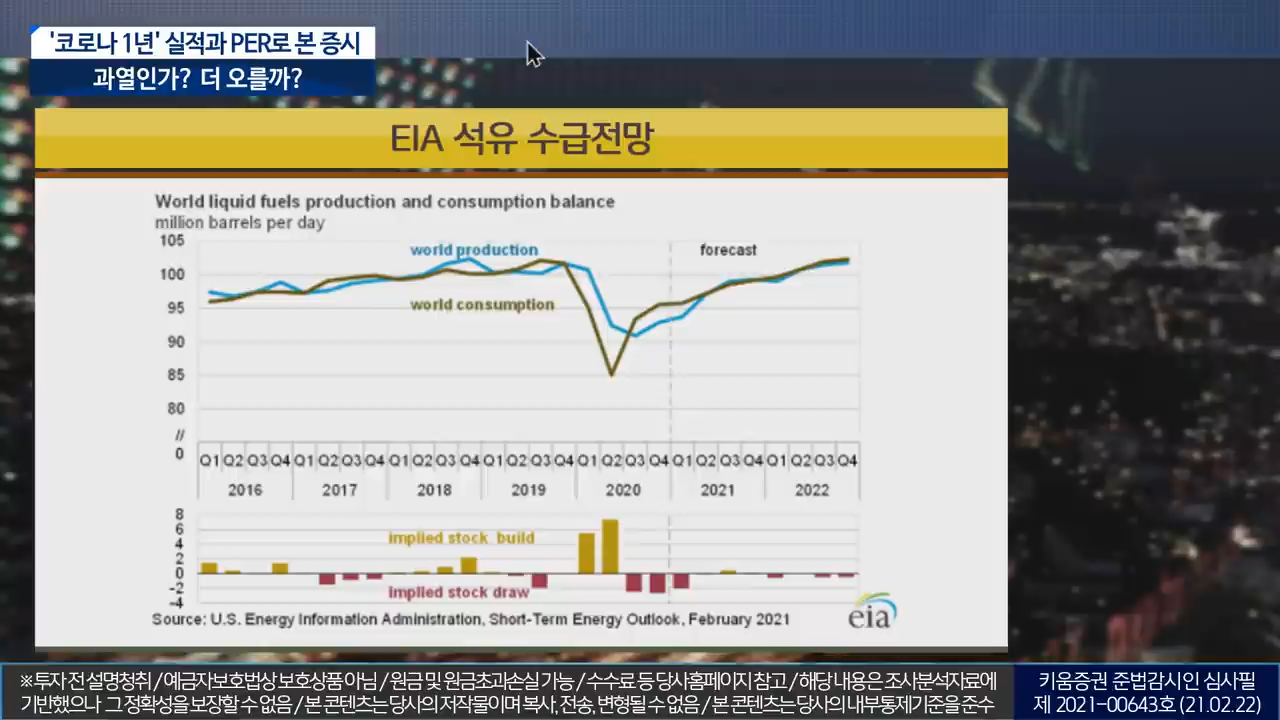 '코로나 1년' 실적과 PER로 본 증시
과열인가? 더 오를까?
EIA 석유 수급전망
World liquid fuels production and consumption balance
million barrels per day
105
100
95
90
85
80
//
0
world production
world consumption
forecast
Q1 Q2 Q3 Q4 Q1 Q2 Q3 Q4 Q1 Q2 Q3 Q4 Q1 Q2 Q3 Q4 Q1 Q2 Q3 Q4 Q1 Q2 Q3 Q4 Q1 Q2 Q3 Q4
2016 2017 2018 2019 2020 2021 2022
8
6
4
2
0
-2
-4
implied stock build
implied stock draw
Source: U.S. Energy Information Administration, Short-Term Energy Outlook, February 2021
eia
※투자 전 설명청취 / 예금자보호법상 보호상품 아님 / 원금 및 원금초과손실 가능 / 수수료 등 당사홈페이지 참고 / 해당 내용은 조사분석자료에
기반했으나 그 정확성을 보장할 수 없음 / 본 콘텐츠는 당사의 저작물이며 복사, 전송, 변형될 수 없음 / 본 콘텐츠는 당사의 내부통제기준을 준수
키움증권 준법감시인 심사필
제 2021-00643호 (21.02.22)